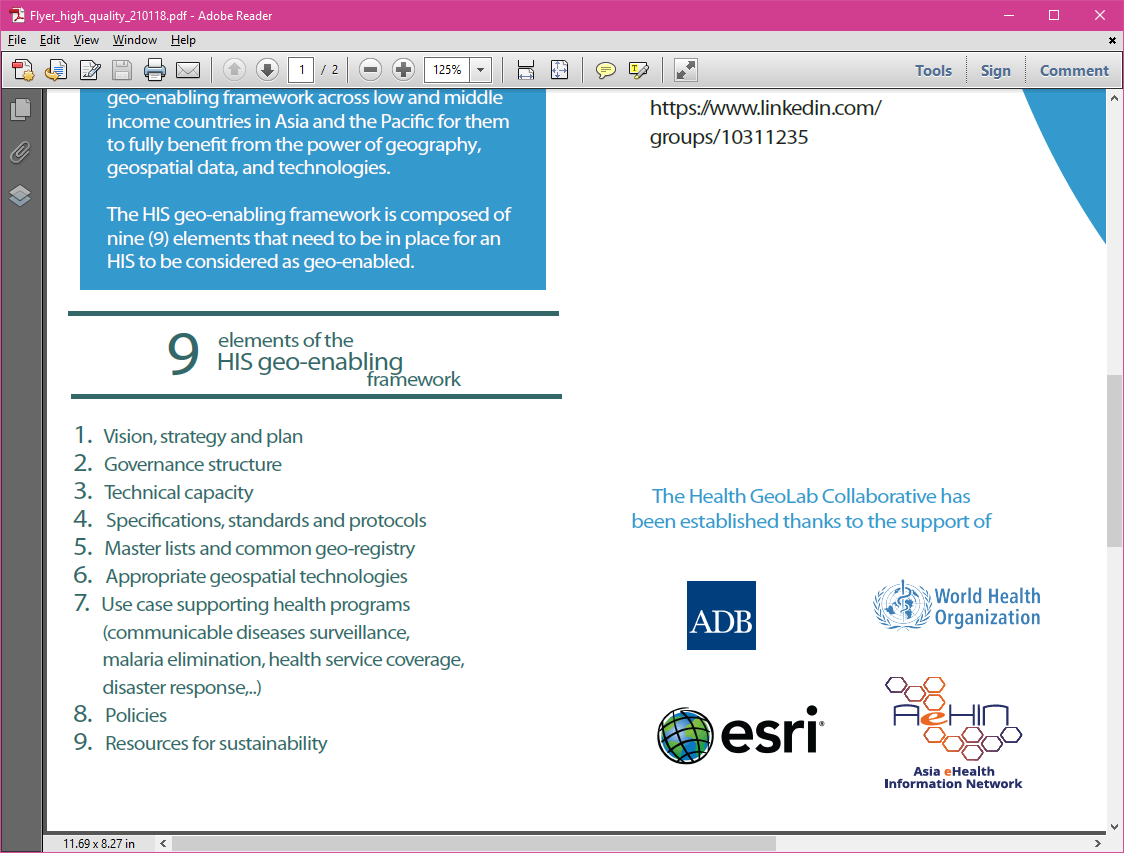 Flyer_high_quality_210118.pdf - Adobe Reader
File Edit View Window Help
1 / 2 125% Tools Sign Comment
geo-enabling framework across low and middle
income countries in Asia and the Pacific for them
to fully benefit from the power of geography,
geospatial data, and technologies.
The HIS geo-enabling framework is composed of
nine (9) elements that need to be in place for an
HIS to be considered as geo-enabled.
9 elements of the
HIS geo-enabling
framework
1. Vision, strategy and plan
2. Governance structure
3. Technical capacity
4. Specifications, standards and protocols
5. Master lists and common geo-registry
6. Appropriate geospatial technologies
7. Use case supporting health programs
(communicable diseases surveillance,
malaria elimination, health service coverage,
disaster response,..)
8. Policies
9. Resources for sustainability
https://www.linkedin.com/
groups/10311235
The Health GeoLab Collaborative has
been established thanks to the support of
ADB
World Health
Organization
esri®
AeHIN
Asia eHealth
Information Network
11.69 x 8.27 in